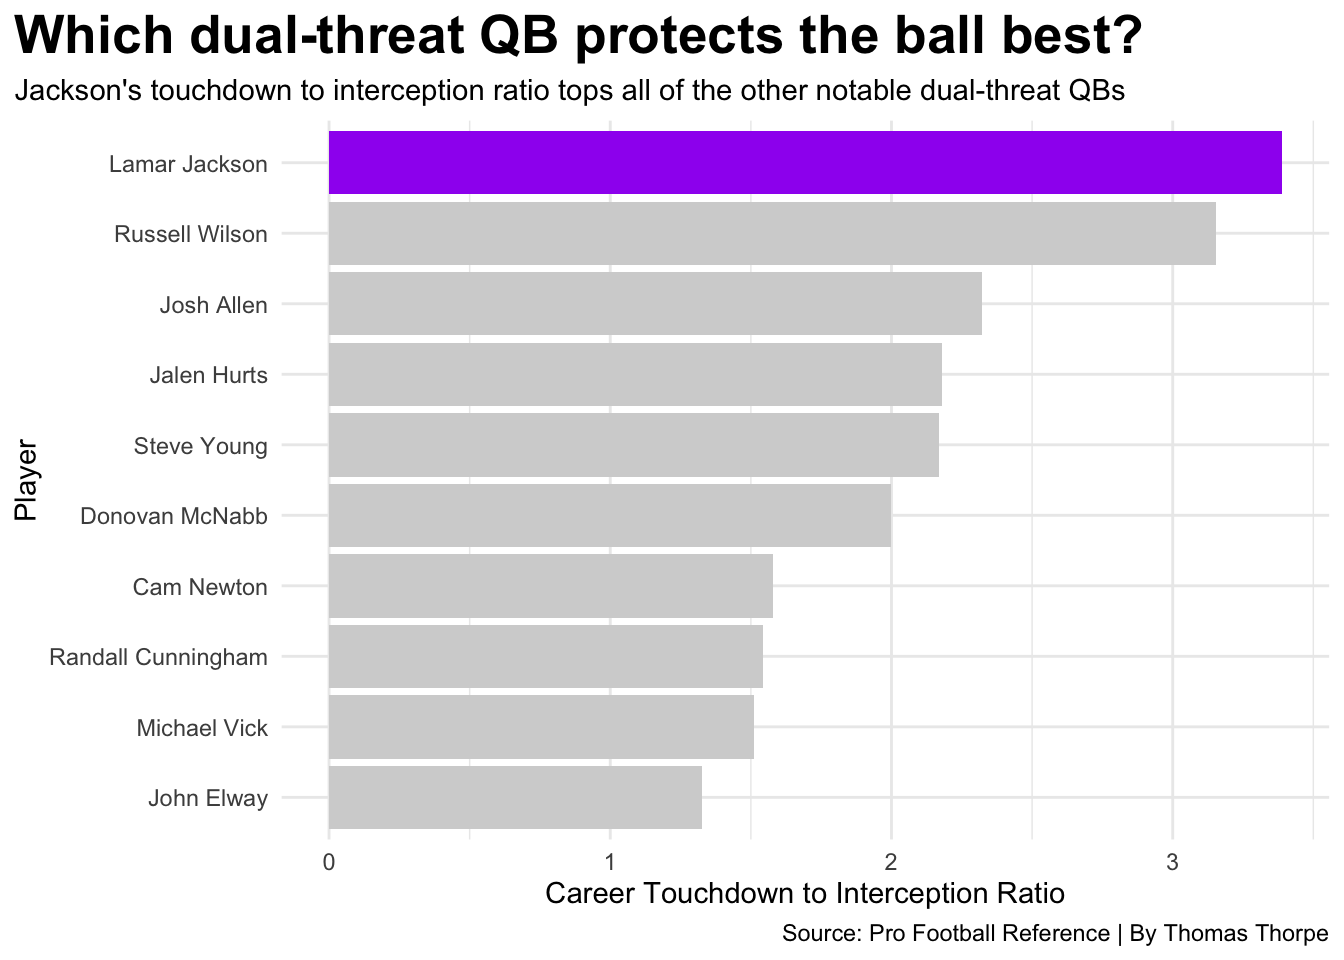 Which dual-threat QB protects the ball best?
Jackson's touchdown to interception ratio tops all of the other notable dual-threat QBs
Lamar Jackson
Russell Wilson
Josh Allen
Jalen Hurts
Steve Young
Donovan McNabb
Cam Newton
Randall Cunningham
Michael Vick
John Elway
Player
0 1 2 3
Career Touchdown to Interception Ratio
Source: Pro Football Reference | By Thomas Thorpe